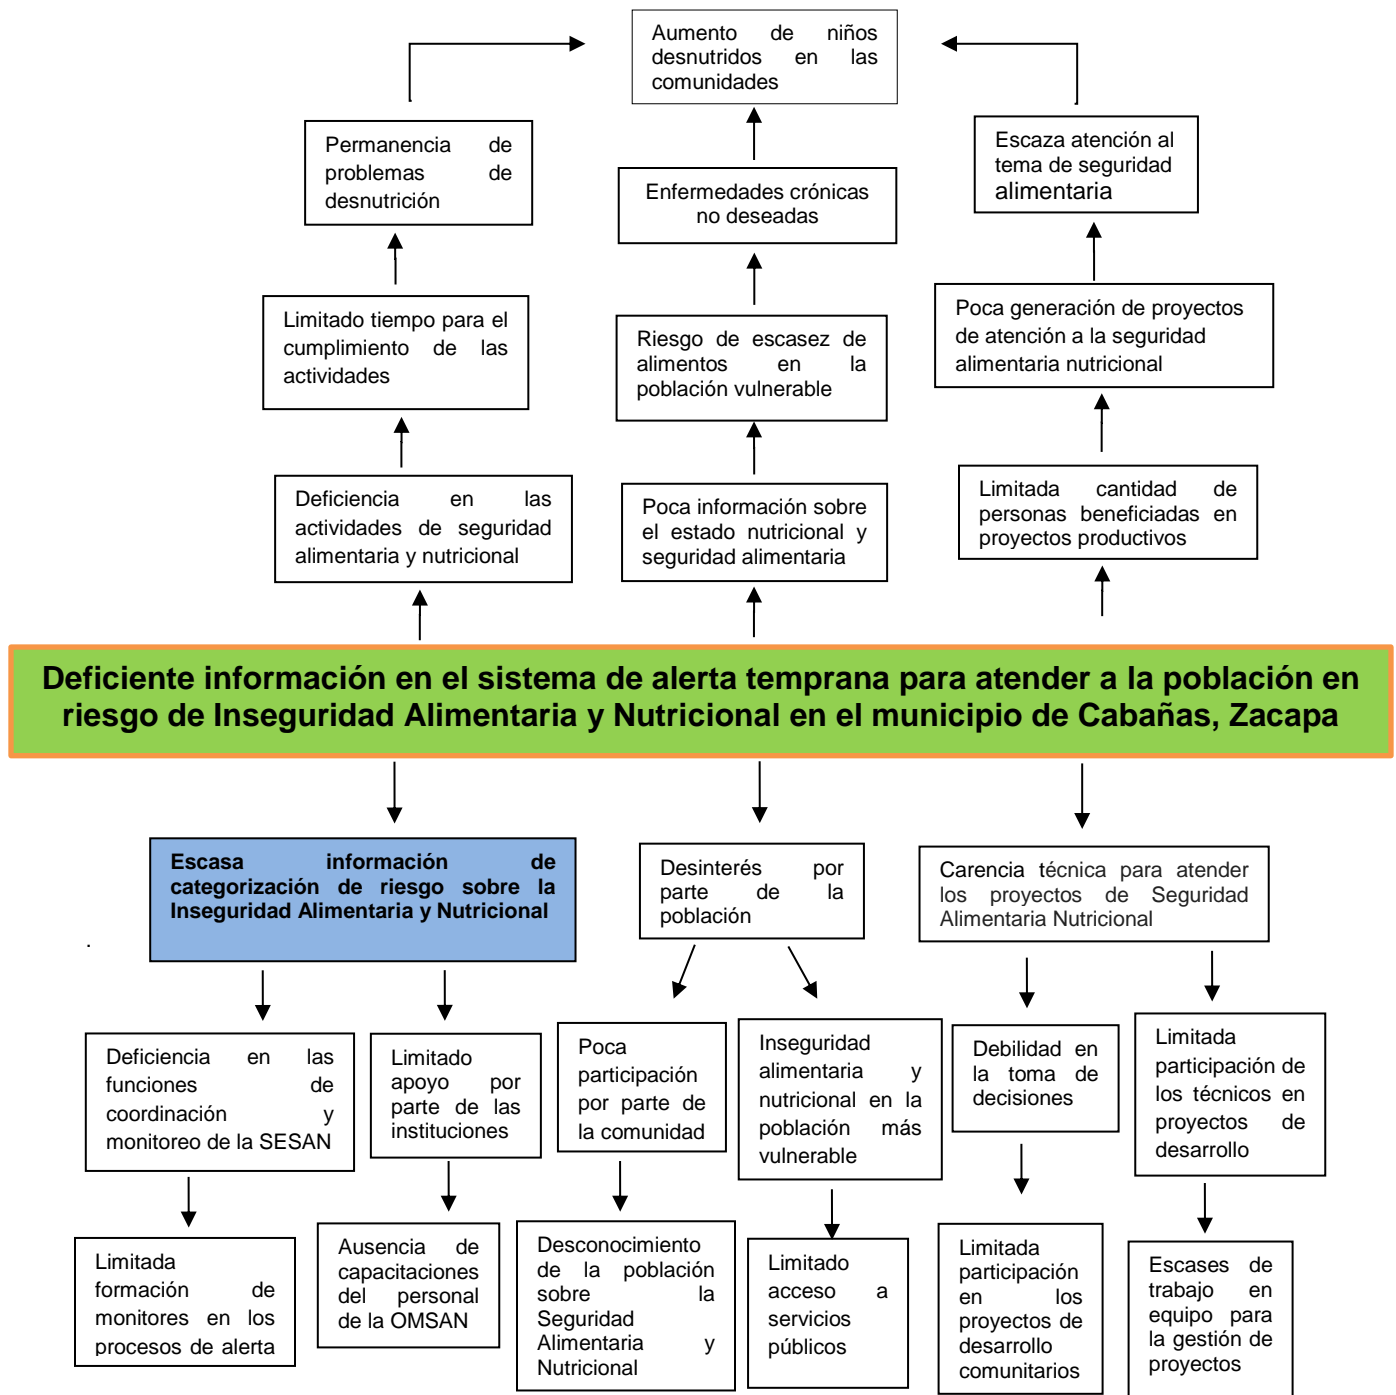 Aumento de niños
desnutridos en las
comunidades
Permanencia de
problemas de
desnutrición
Enfermedades crónicas
no deseadas
Escaza atención al
tema de seguridad
alimentaria
Limitado tiempo para el
cumplimiento de las
actividades
Riesgo de escasez de
alimentos en la
población vulnerable
Poca generación de proyectos
de atención a la seguridad
alimentaria nutricional
Deficiencia en las
actividades de seguridad
alimentaria y nutricional
Poca información sobre
el estado nutricional y
seguridad alimentaria
Limitada cantidad de
personas beneficiadas en
proyectos productivos
Deficiente información en el sistema de alerta temprana para atender a la población en
riesgo de Inseguridad Alimentaria y Nutricional en el municipio de Cabañas, Zacapa
Escasa información de
categorización de riesgo sobre la
Inseguridad Alimentaria y Nutricional
.
Desinterés por
parte de la
población
Carencia técnica para atender
los proyectos de Seguridad
Alimentaria Nutricional
Deficiencia en las
funciones de
coordinación y
monitoreo de la SESAN
Limitado
apoyo por
parte de las
instituciones
Poca
participación
por parte de
la comunidad
Inseguridad
alimentaria y
nutricional en la
población más
vulnerable
Debilidad en
la toma de
decisiones
Limitada
participación de
los técnicos en
proyectos de
desarrollo
Limitada
formación de
monitores en los
procesos de alerta
Ausencia de
capacitaciones
del personal
de la OMSAN
Desconocimiento
de la población
sobre la
Seguridad
Alimentaria y
Nutricional
Limitado
acceso a
servicios
públicos
Limitada
participación
en los
proyectos de
desarrollo
comunitarios
Escases de
trabajo en
equipo para
la gestión de
proyectos